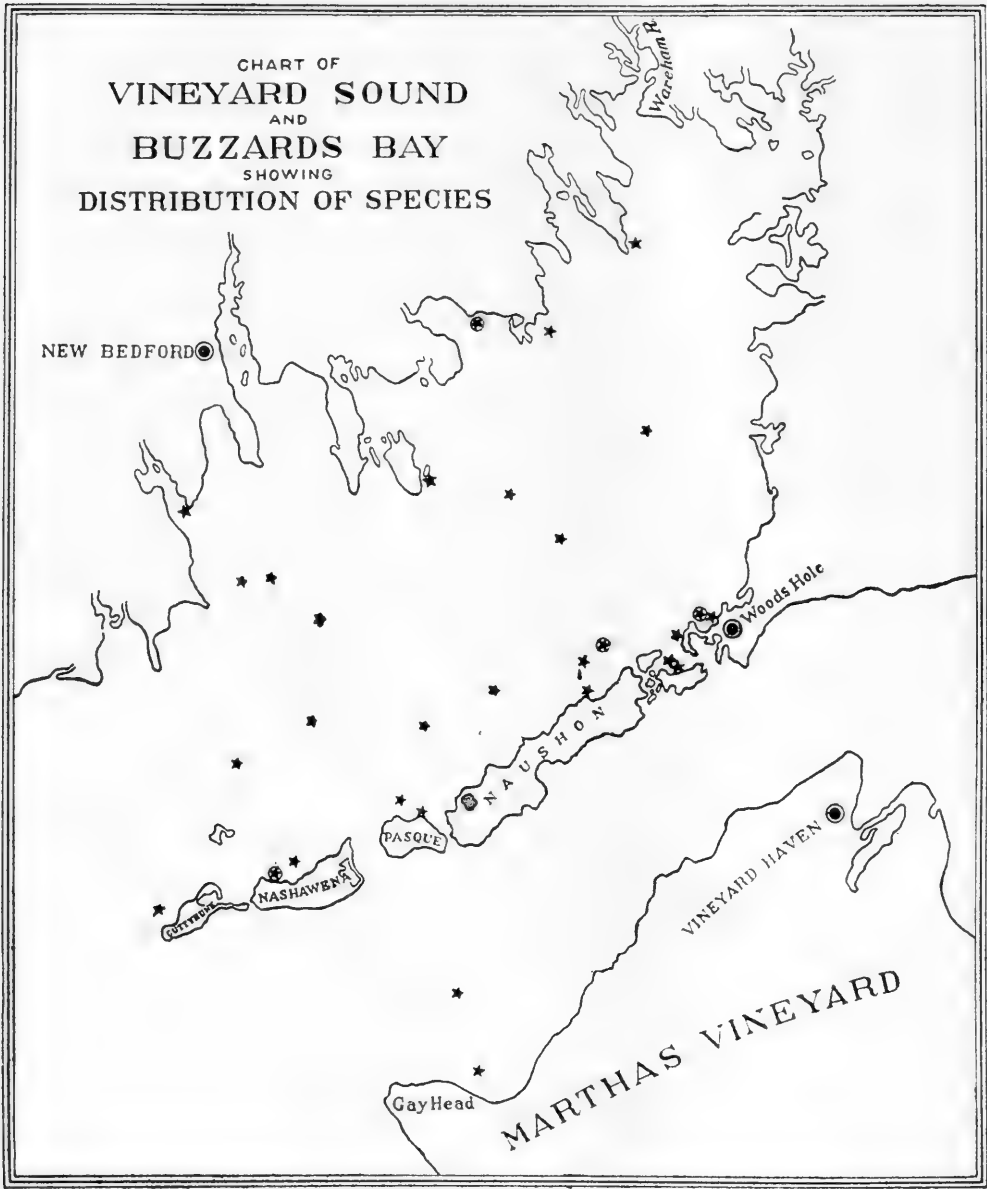 CHART OF
VINEYARD SOUND
AND
BUZZARDS BAY
SHOWING
DISTRIBUTION OF SPECIES
Wareham R
NEW BEDFORD
Woods Hole
NAUSHON
PASQUE
NASHAWENA
CUTTYHUNK
VINEYARD HAVEN
MARTHAS VINEYARD
Gay Head